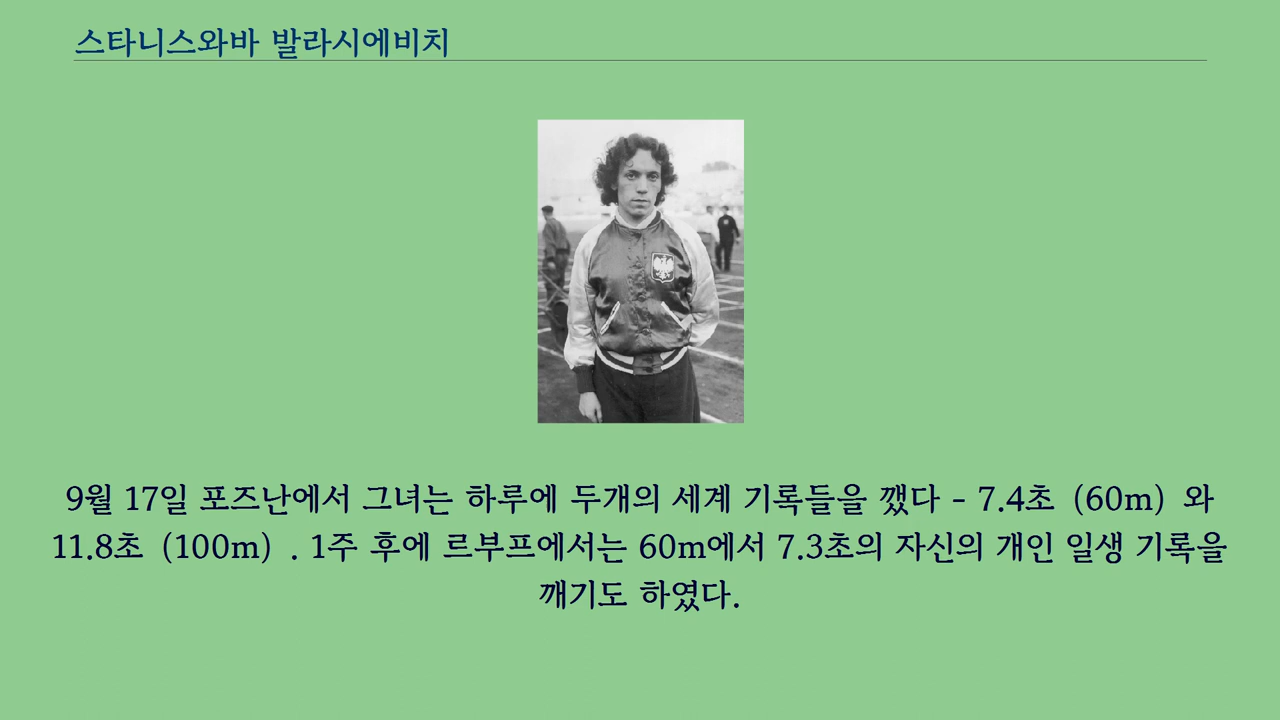 스타니스와바 발라시에비치
9월 17일 포즈난에서 그녀는 하루에 두개의 세계 기록들을 깼다 - 7.4초 (60m) 와
11.8초 (100m) . 1주 후에 르부프에서는 60m에서 7.3초의 자신의 개인 일생 기록을
깨기도 하였다.